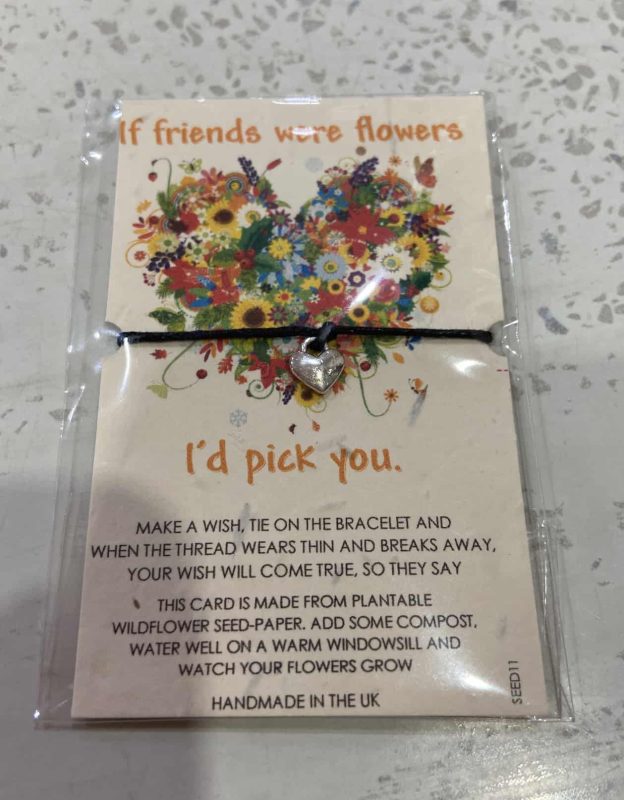 If friends were flowers
I'd pick you.
MAKE A WISH, TIE ON THE BRACELET AND
WHEN THE THREAD WEARS THIN AND BREAKS AWAY,
YOUR WISH WILL COME TRUE, SO THEY SAY
THIS CARD IS MADE FROM PLANTABLE
WILDFLOWER SEED-PAPER. ADD SOME COMPOST,
WATER WELL ON A WARM WINDOWSILL AND
WATCH YOUR FLOWERS GROW
HANDMADE IN THE UK
SEED11